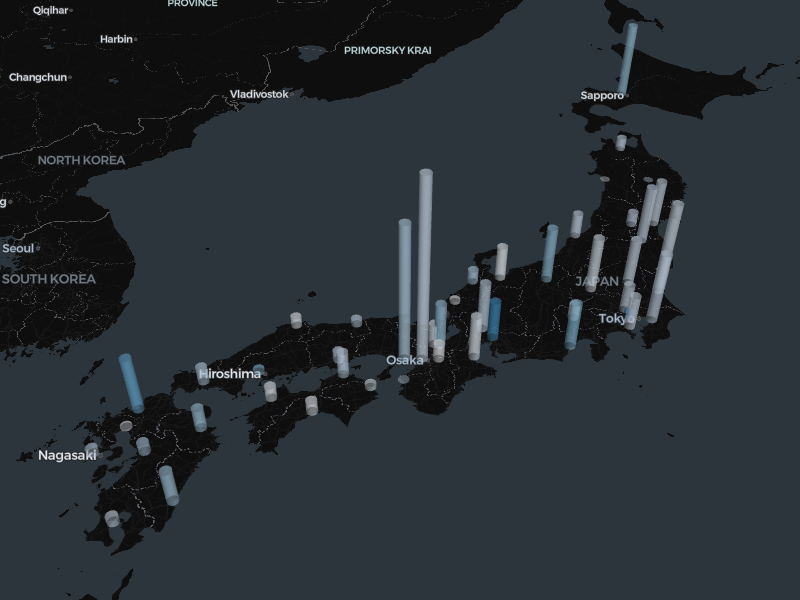 PROVINCE
Qiqihar
Harbin
PRIMORSKY KRAI
Changchun
Vladivostok
Sapporo
NORTH KOREA
g
Seoul
SOUTH KOREA
JAPAN
Tokyo
Osaka
Hiroshima
Nagasaki